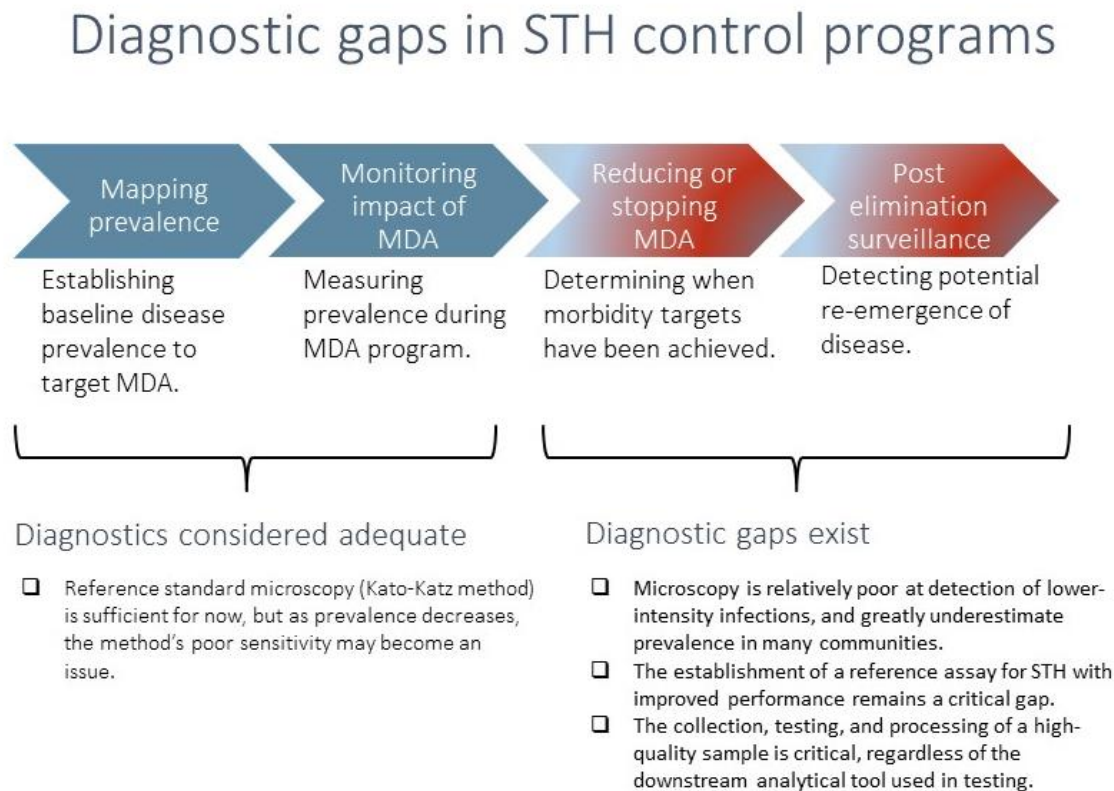 Diagnostic gaps in STH control programs
Mapping
prevalence
Monitoring
impact of
MDA
Reducing or
stopping
MDA
Post
elimination
surveillance
Establishing
baseline disease
prevalence to
target MDA.
Measuring
prevalence during
MDA program.
Determining when
morbidity targets
have been achieved.
Detecting potential
re-emergence of
disease.
Diagnostics considered adequate
❑ Reference standard microscopy (Kato-Katz method)
is sufficient for now, but as prevalence decreases,
the method's poor sensitivity may become an
issue.
Diagnostic gaps exist
❑ Microscopy is relatively poor at detection of lower-
intensity infections, and greatly underestimate
prevalence in many communities.
❑ The establishment of a reference assay for STH with
improved performance remains a critical gap.
❑ The collection, testing, and processing of a high-
quality sample is critical, regardless of the
downstream analytical tool used in testing.